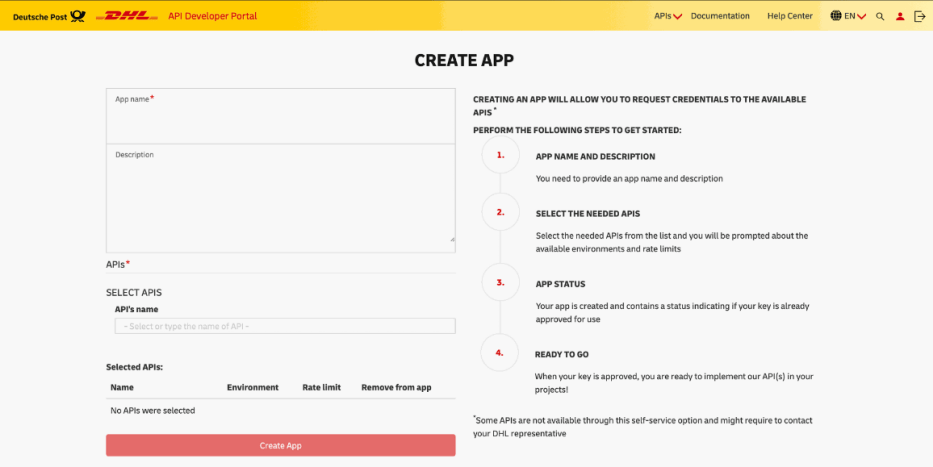 Deutsche Post DHL API Developer Portal
APIs Documentation Help Center EN
CREATE APP
App name*
Description
APIs*
SELECT APIS
API's name
- Select or type the name of API -
Selected APIs:
Name Environment Rate limit Remove from app
No APIs were selected
Create App
CREATING AN APP WILL ALLOW YOU TO REQUEST CREDENTIALS TO THE AVAILABLE
APIS*
PERFORM THE FOLLOWING STEPS TO GET STARTED:
1. APP NAME AND DESCRIPTION
You need to provide an app name and description
2. SELECT THE NEEDED APIS
Select the needed APIs from the list and you will be prompted about the
available environments and rate limits
3. APP STATUS
Your app is created and contains a status indicating if your key is already
approved for use
4. READY TO GO
When your key is approved, you are ready to implement our API(s) in your
projects!
*Some APIs are not available through this self-service option and might require to contact
your DHL representative